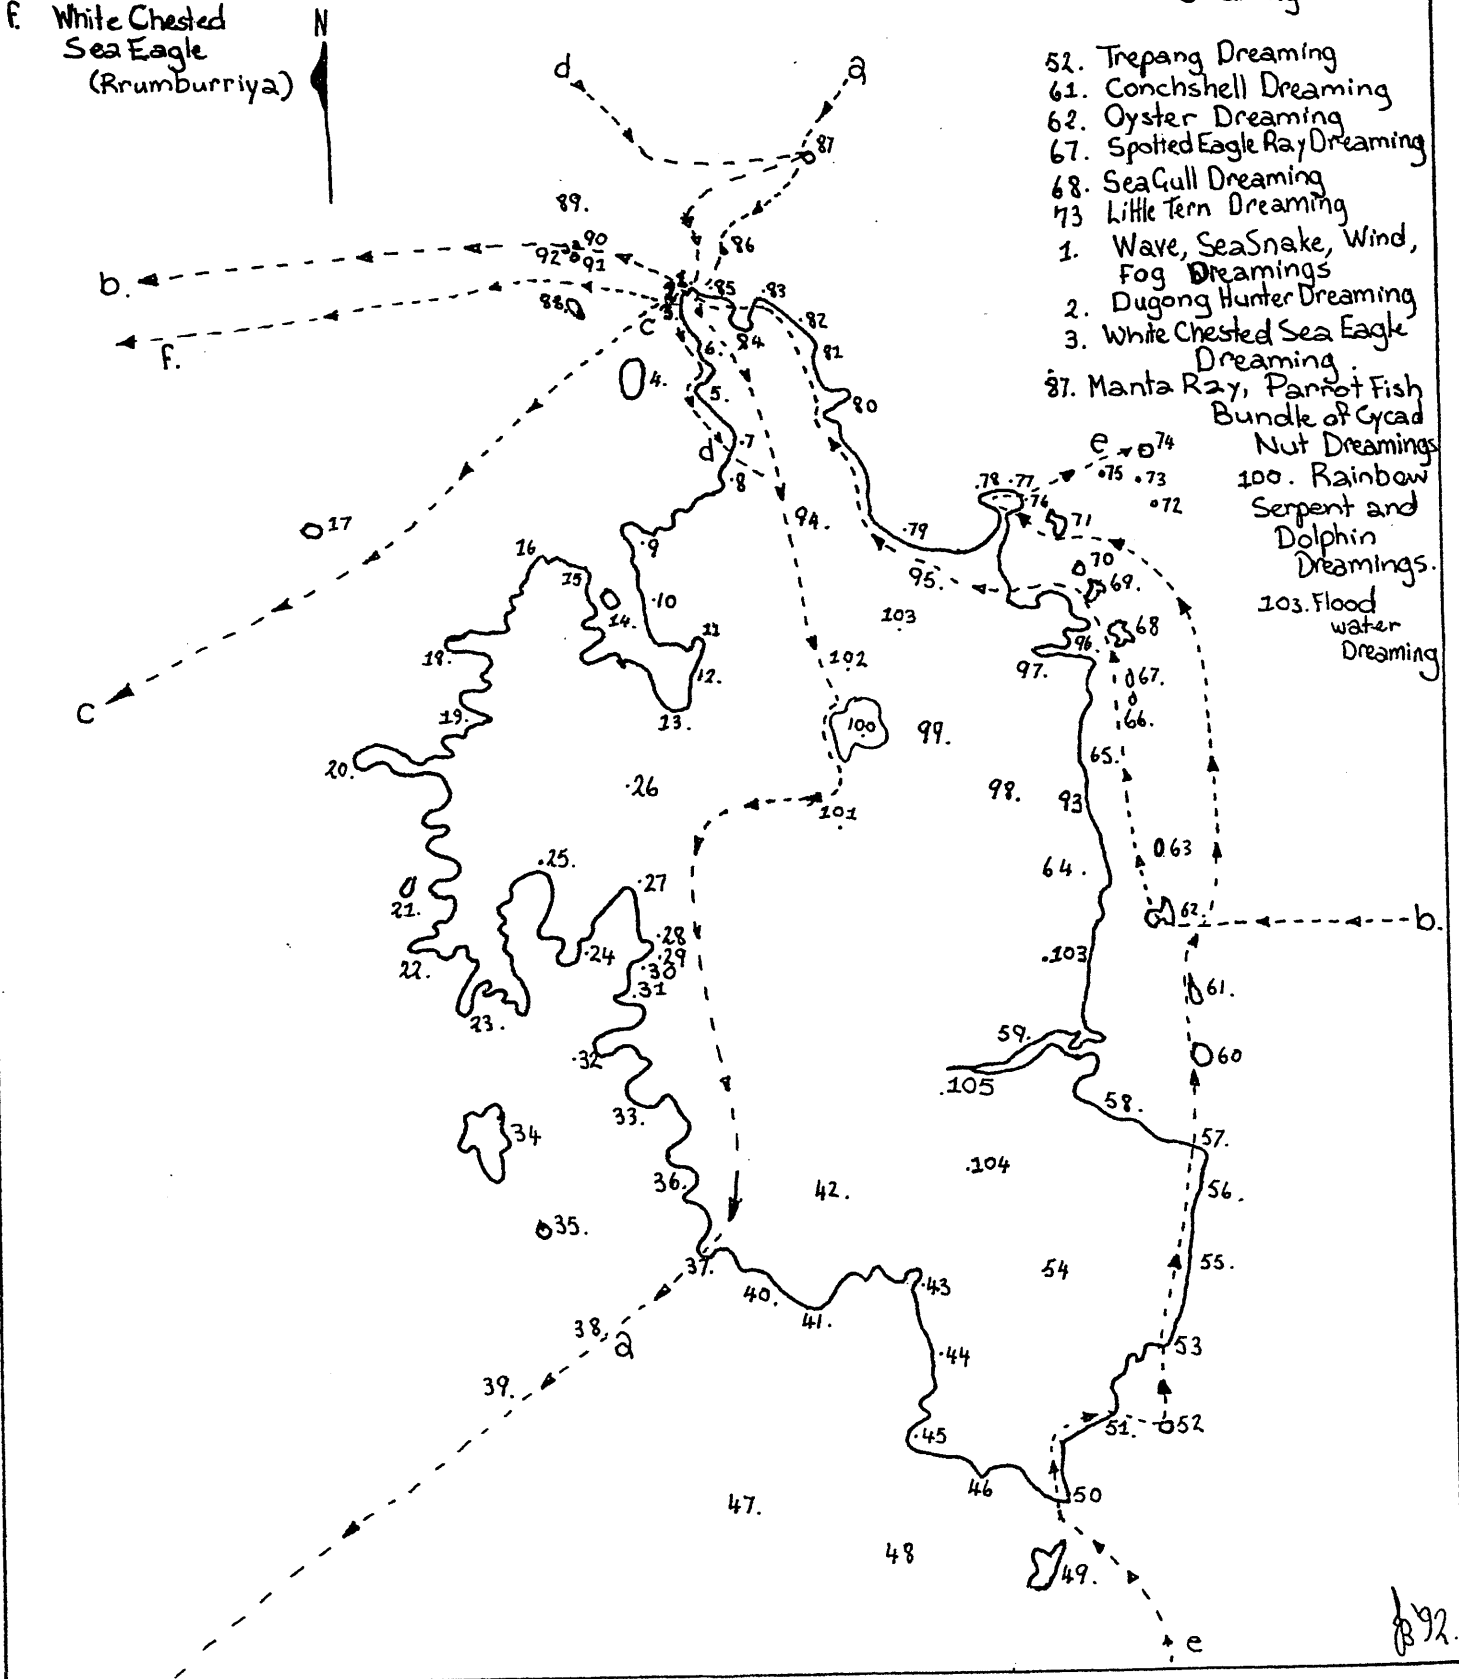 f. White Chested
Sea Eagle
(Rrumburriya)
N
52. Trepang Dreaming
61. Conchshell Dreaming
62. Oyster Dreaming
67. Spotted Eagle Ray Dreaming
68. Sea Gull Dreaming
73 Little Tern Dreaming
1. Wave, Sea Snake, Wind,
Fog Dreamings
2. Dugong Hunter Dreaming
3. White Chested Sea Eagle
Dreaming.
87. Manta Ray, Parrot Fish
Bundle of Cycad
Nut Dreamings
100. Rainbow
Serpent and
Dolphin
Dreamings.
103. Flood
water
Dreaming
d
a
87
89.
86
90
92
91
b.
85
83
88.
3.
c
82
84
f.
6.
81
4.
5.
80
d
7
e
74
8
75
73
78
77
76
72
17
94.
71
79
9
16
15
95.
70
69.
10
14.
103
11
68
18.
12.
102
96.
97.
67.
c
19.
13.
100
99.
66.
20.
65.
26
98.
93
101
25.
63
64.
27
21.
62.
b.
28
24
29
22.
30
103
31
61.
23.
59.
32
60
105
33.
58.
34
57.
104
36.
42.
56.
35.
37.
54
55.
43
40.
41.
38.
a
53
44
39.
51.
52
45
46
50
47.
48
49.
e
JB '92.